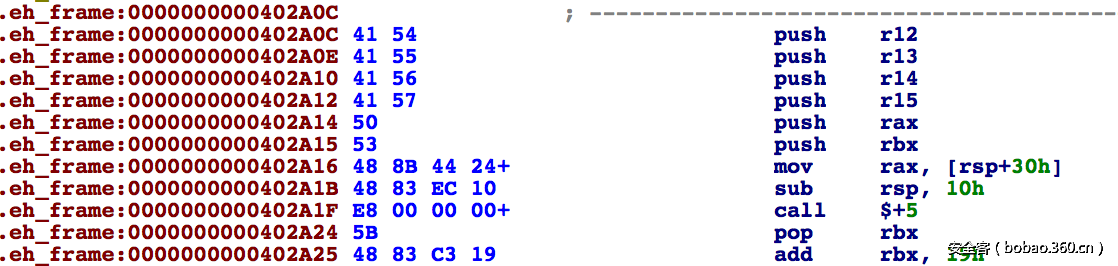 .eh_frame:0000000000402A0C ; ----------------------------------------
.eh_frame:0000000000402A0C 41 54 push r12
.eh_frame:0000000000402A0E 41 55 push r13
.eh_frame:0000000000402A10 41 56 push r14
.eh_frame:0000000000402A12 41 57 push r15
.eh_frame:0000000000402A14 50 push rax
.eh_frame:0000000000402A15 53 push rbx
.eh_frame:0000000000402A16 48 8B 44 24+ mov rax, [rsp+30h]
.eh_frame:0000000000402A1B 48 83 EC 10 sub rsp, 10h
.eh_frame:0000000000402A1F E8 00 00 00+ call $+5
.eh_frame:0000000000402A24 5B pop rbx
.eh_frame:0000000000402A25 48 83 C3 19 add rbx, 19h
安全客 ( bobao.360.cn )